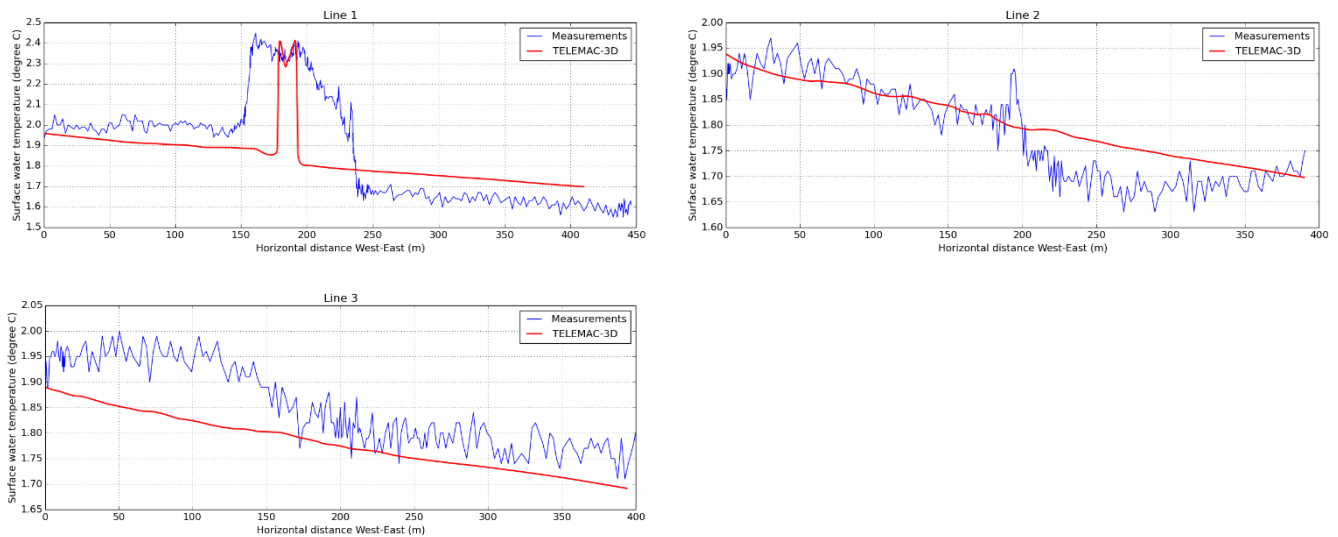 Line 1
Surface water temperature (degree C)
2.5
2.4
2.3
2.2
2.1
2.0
1.9
1.8
1.7
1.6
1.5
Measurements
TELEMAC-3D
0 50 100 150 200 250 300 350 400 450
Horizontal distance West-East (m)
Line 2
Surface water temperature (degree C)
2.00
1.95
1.90
1.85
1.80
1.75
1.70
1.65
1.60
Measurements
TELEMAC-3D
0 50 100 150 200 250 300 350 400
Horizontal distance West-East (m)
Line 3
Surface water temperature (degree C)
2.05
2.00
1.95
1.90
1.85
1.80
1.75
1.70
1.65
Measurements
TELEMAC-3D
0 50 100 150 200 250 300 350 400
Horizontal distance West-East (m)